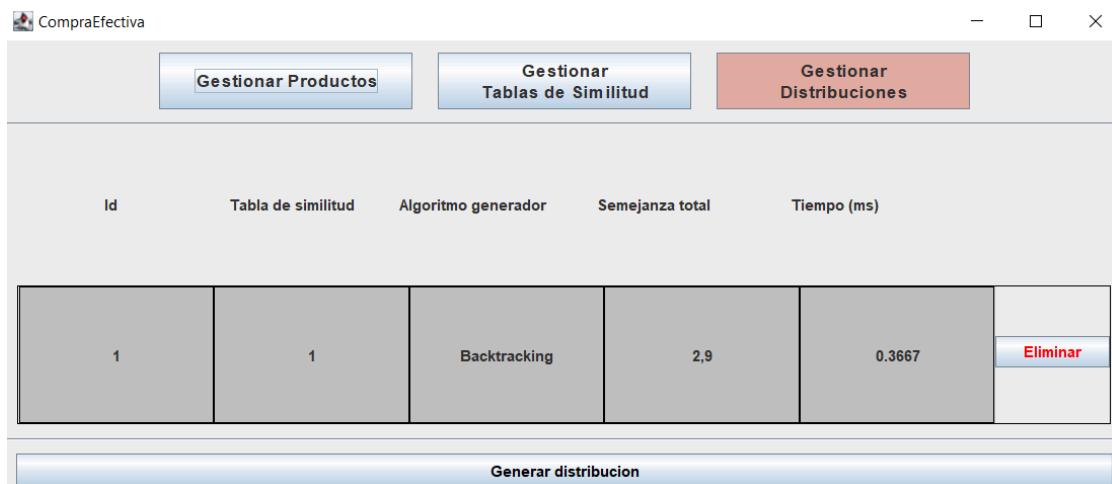 CompraEfectiva
Gestionar Productos
Gestionar
Tablas de Similitud
Gestionar
Distribuciones
Id Tabla de similitud Algoritmo generador Semejanza total Tiempo (ms)
1 1 Backtracking 2,9 0.3667 Eliminar
Generar distribucion